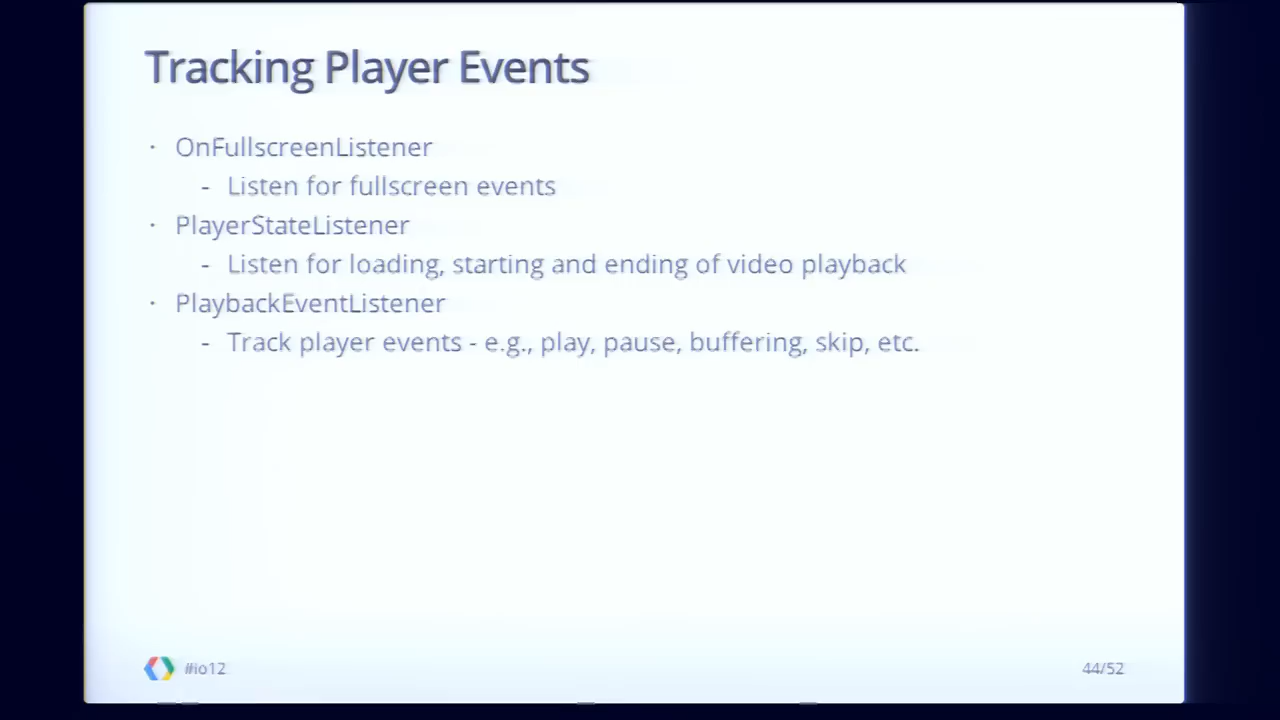 Tracking Player Events
· OnFullscreenListener
- Listen for fullscreen events
· PlayerStateListener
- Listen for loading, starting and ending of video playback
· PlaybackEventListener
- Track player events - e.g., play, pause, buffering, skip, etc.
#io12
44/52